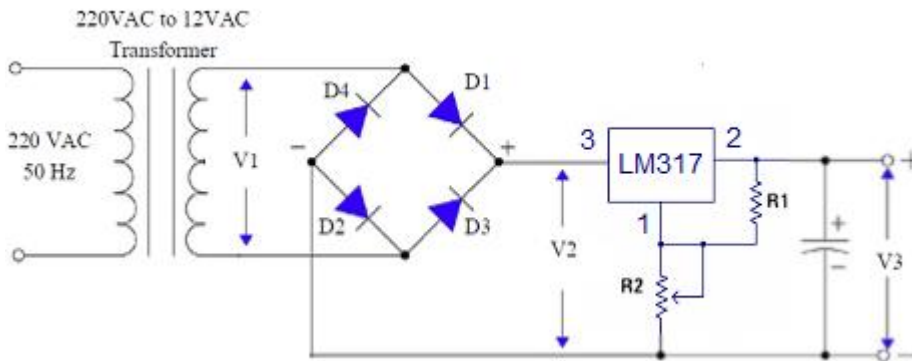 220VAC to 12VAC
Transformer
D4
D1
220 VAC
50 Hz
V1
−
+
3
LM317
2
+
D2
D3
1
R1
V2
+
−
V3
R2
−